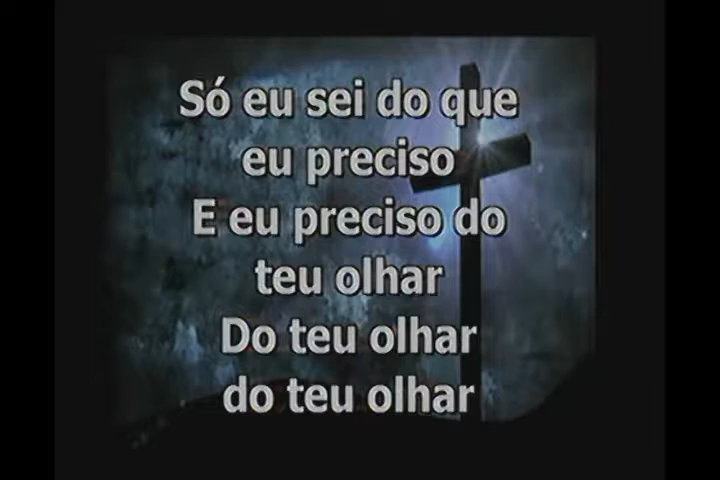 Só eu sei do que
eu preciso
E eu preciso do
teu olhar
Do teu olhar
do teu olhar